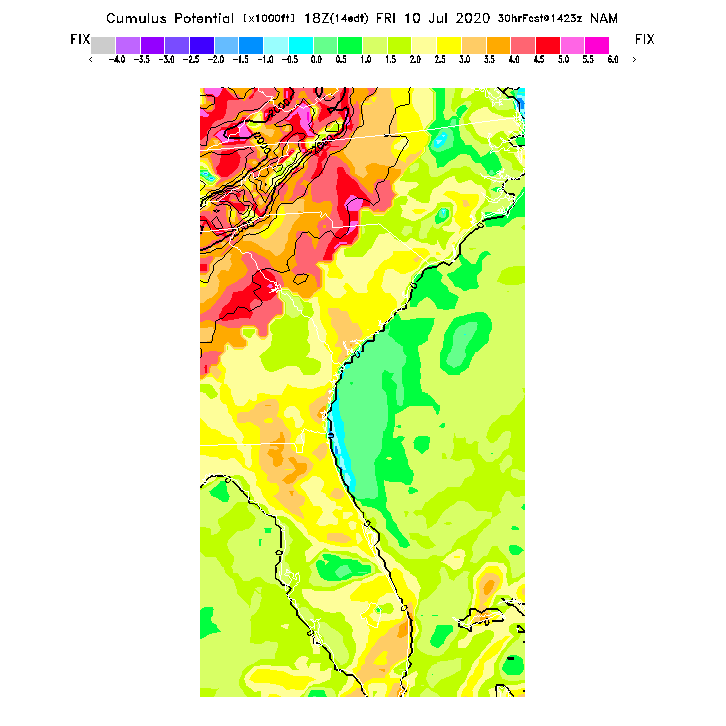 Cumulus Potential [x1000ft] 18Z(14edt) FRI 10 Jul 2020 30hrFcst@1423z NAM
FIX FIX
< -4.0 -3.5 -3.0 -2.5 -2.0 -1.5 -1.0 -0.5 0.0 0.5 1.0 1.5 2.0 2.5 3.0 3.5 4.0 4.5 5.0 5.5 6.0 >